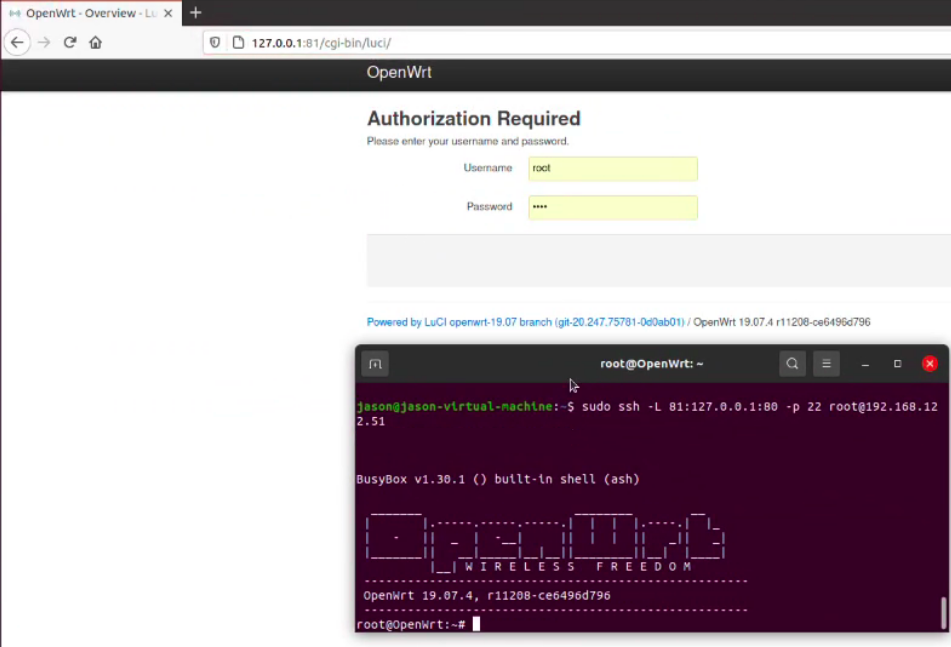 OpenWrt - Overview - Lu
127.0.0.1:81/cgi-bin/luci/
OpenWrt
Authorization Required
Please enter your username and password.
Username root
Password ••••
Powered by LuCI openwrt-19.07 branch (git-20.247.75781-0d0ab01) / OpenWrt 19.07.4 r11208-ce6496d796
root@OpenWrt: ~
jason@jason-virtual-machine:~$ sudo ssh -L 81:127.0.0.1:80 -p 22 root@192.168.12
2.51
BusyBox v1.30.1 () built-in shell (ash)
OpenWrt
W I R E L E S S   F R E E D O M
-----------------------------------------------------
OpenWrt 19.07.4, r11208-ce6496d796
-----------------------------------------------------
root@OpenWrt:~#